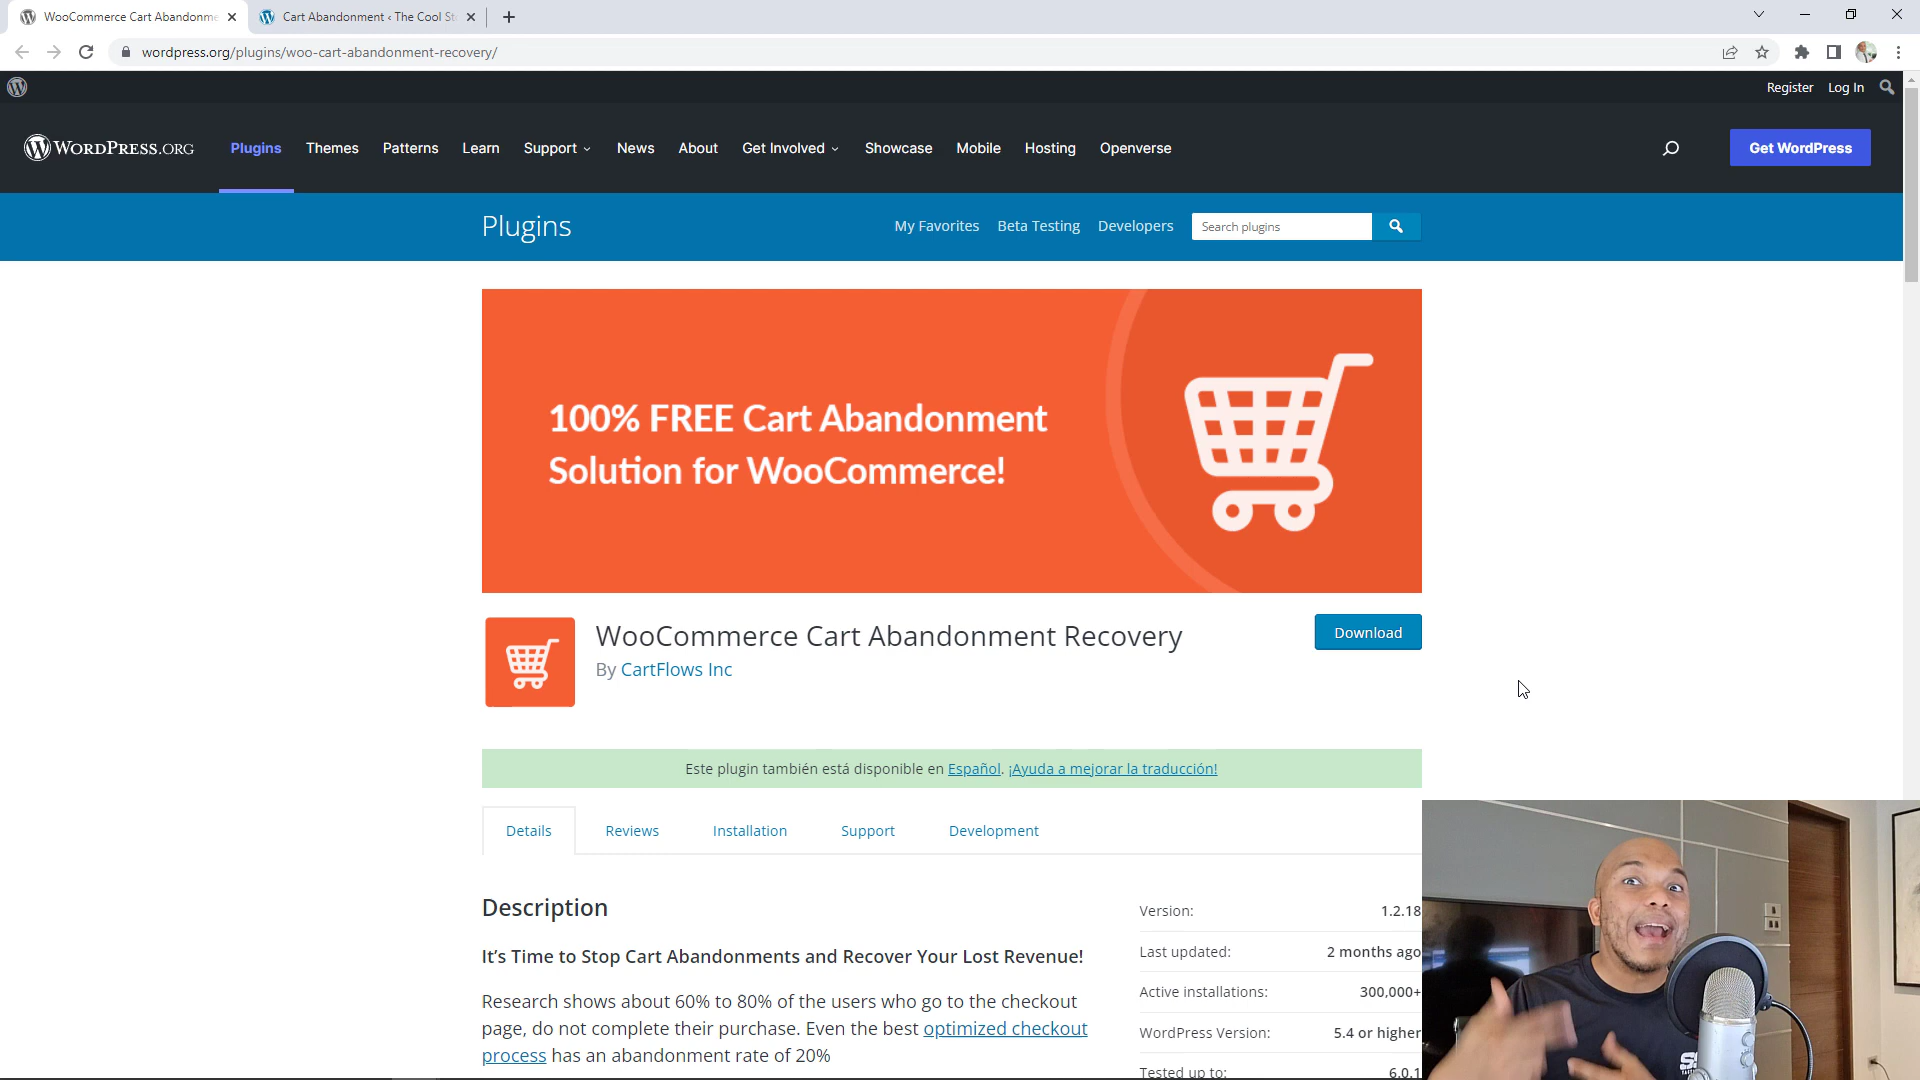 WooCommerce Cart Abandonme
Cart Abandonment ‹ The Cool St
wordpress.org/plugins/woo-cart-abandonment-recovery/
Register Log In
WORDPRESS.ORG Plugins Themes Patterns Learn Support News About Get Involved Showcase Mobile Hosting Openverse Get WordPress
Plugins My Favorites Beta Testing Developers Search plugins
100% FREE Cart Abandonment
Solution for WooCommerce!
WooCommerce Cart Abandonment Recovery
By CartFlows Inc
Download
Este plugin también está disponible en Español. ¡Ayuda a mejorar la traducción!
Details Reviews Installation Support Development
Description
It’s Time to Stop Cart Abandonments and Recover Your Lost Revenue!
Research shows about 60% to 80% of the users who go to the checkout
page, do not complete their purchase. Even the best optimized checkout
process has an abandonment rate of 20%
Version: 1.2.18
Last updated: 2 months ago
Active installations: 300,000+
WordPress Version: 5.4 or higher
Tested up to: 6.0.1